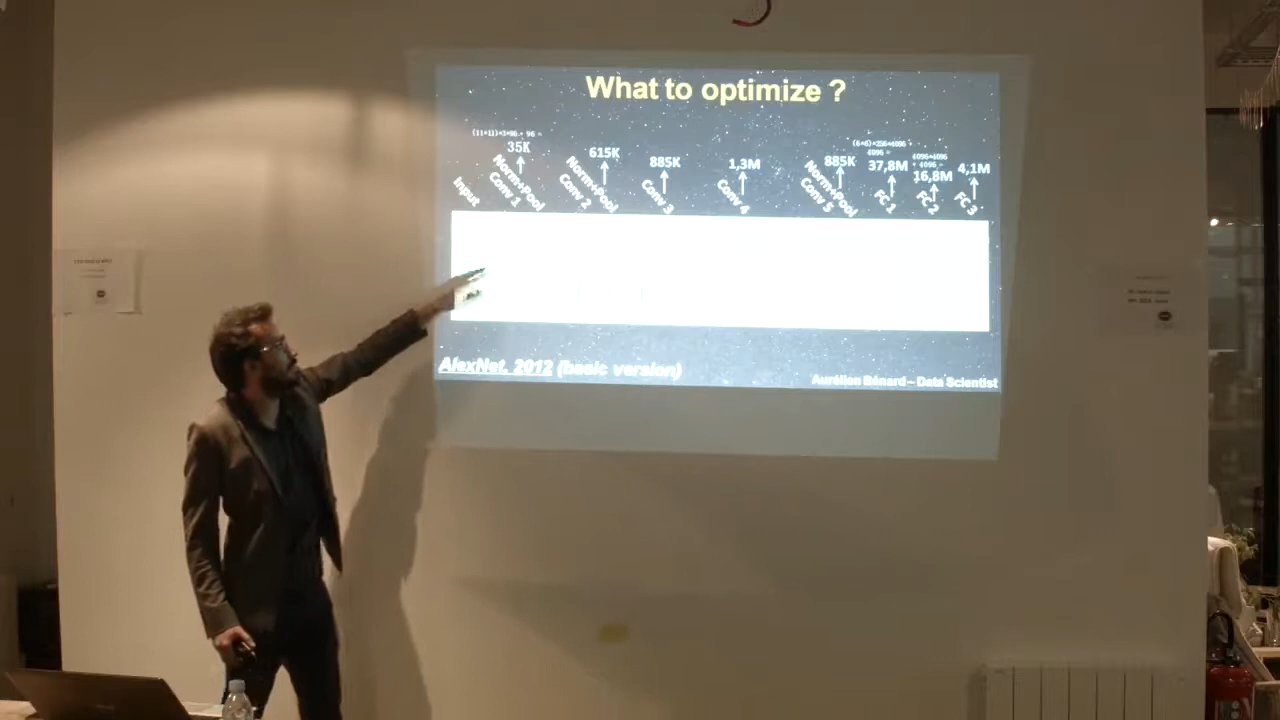 What to optimize ?
(11*11)*3*96 + 96 =
35K
615K
885K
1,3M
885K
(6*6)*256*4096 +
4096 =
37,8M
4096*4096
+ 4096 =
16,8M
4,1M
Input
Norm+Pool
Conv 1
Norm+Pool
Conv 2
Conv 3
Conv 4
Norm+Pool
Conv 5
Fc 1
Fc 2
Fc 3
AlexNet, 2012 (basic version)
Aurélien Bénard – Data Scientist